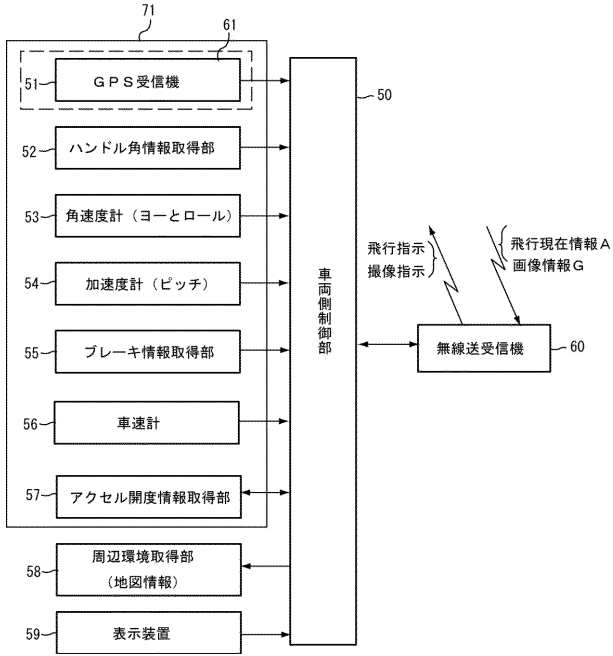 71
61
51
GPS受信機
50
52
ハンドル角情報取得部
53
角速度計(ヨーとロール)
54
加速度計(ピッチ)
55
ブレーキ情報取得部
56
車速計
57
アクセル開度情報取得部
58
周辺環境取得部
(地図情報)
59
表示装置
車両側制御部
飛行指示
撮像指示
飛行現在情報A
画像情報G
無線送受信機
60